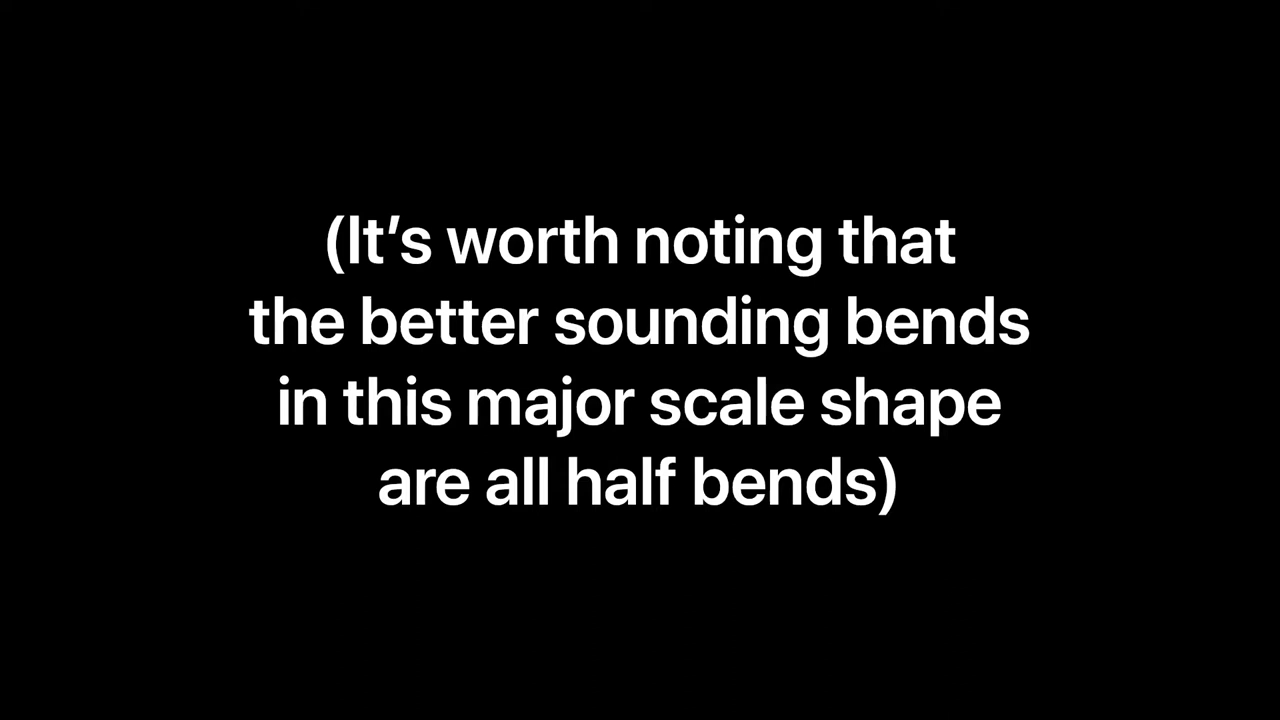 (It’s worth noting that
the better sounding bends
in this major scale shape
are all half bends)